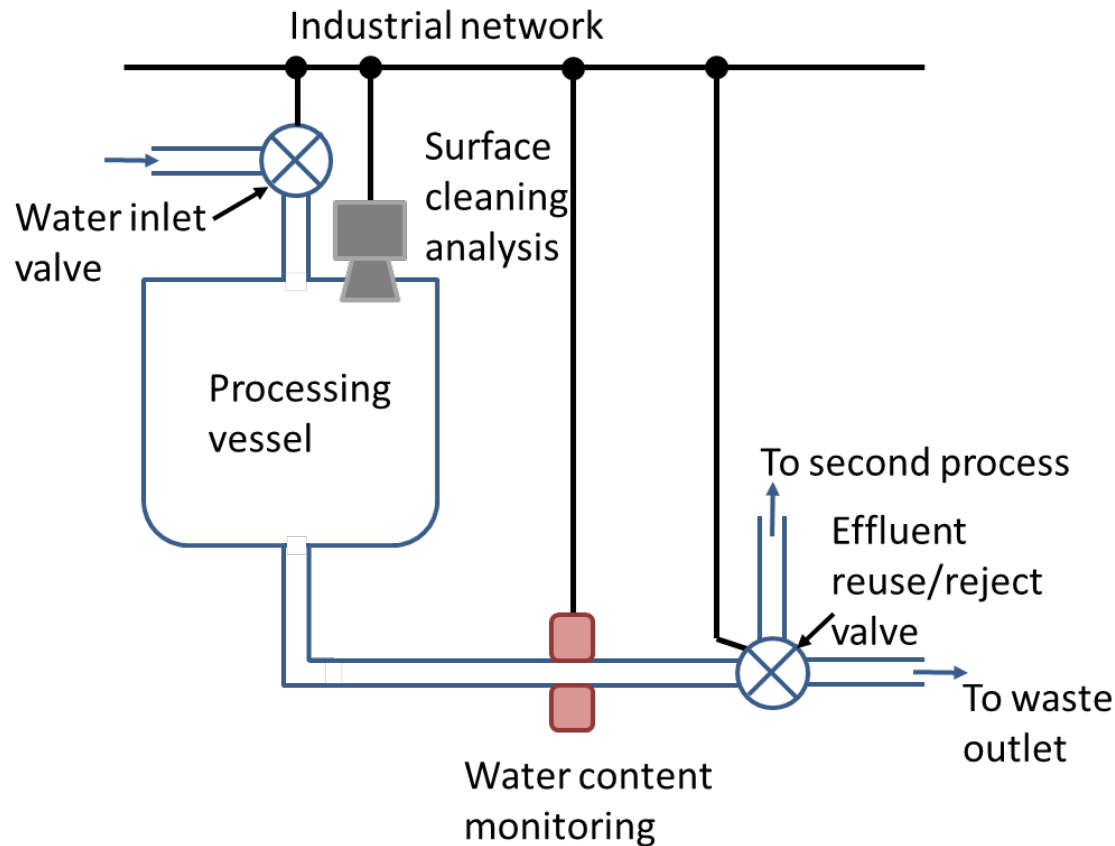 Industrial network
Surface
cleaning
analysis
Water inlet
valve
Processing
vessel
To second process
Effluent
reuse/reject
valve
To waste
outlet
Water content
monitoring